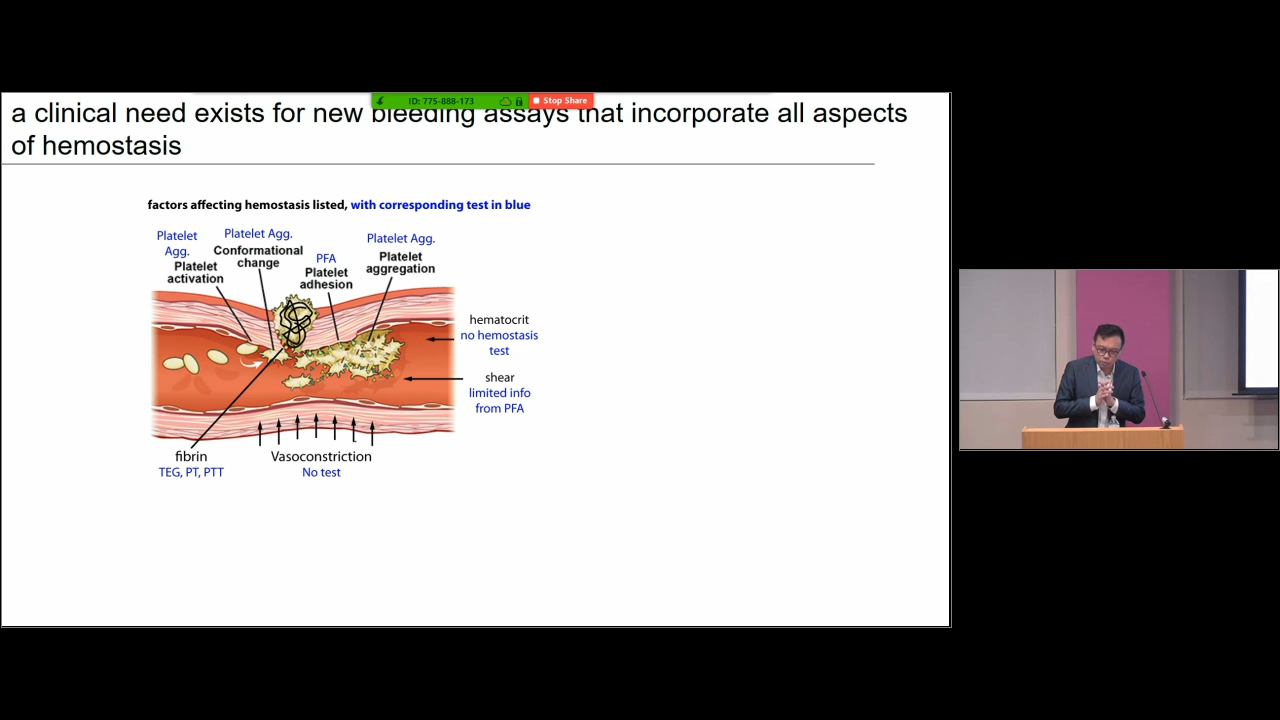 ID: 775-888-173
Stop Share
a clinical need exists for new bleeding assays that incorporate all aspects
of hemostasis
factors affecting hemostasis listed, with corresponding test in blue
Platelet
Agg.
Platelet
activation
Platelet Agg.
Conformational
change
PFA
Platelet
adhesion
Platelet Agg.
Platelet
aggregation
hematocrit
no hemostasis
test
shear
limited info
from PFA
fibrin
TEG, PT, PTT
Vasoconstriction
No test